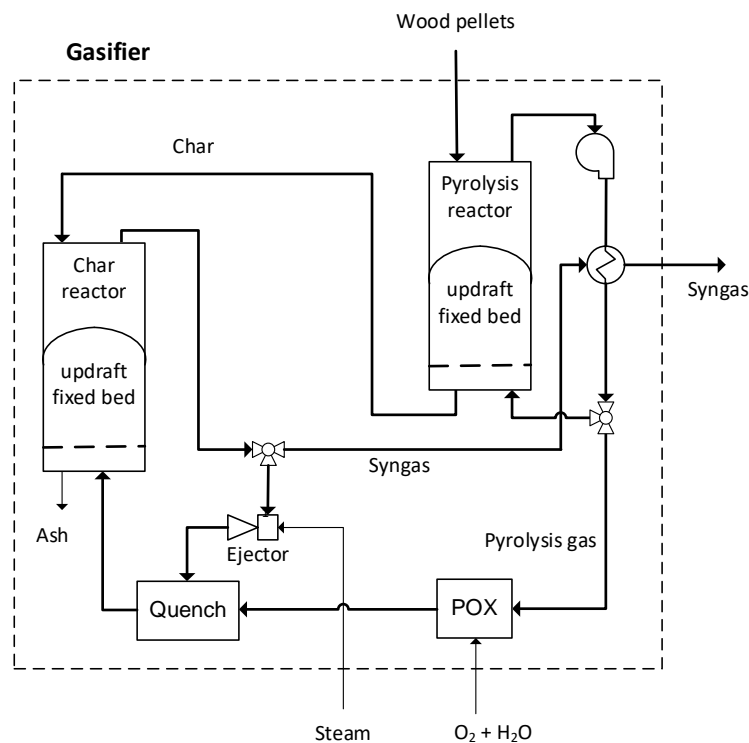 Wood pellets
Gasifier
Char
Pyrolysis
reactor
Char
reactor
updraft
fixed bed
Syngas
updraft
fixed bed
Syngas
Ash
Ejector
Pyrolysis gas
Quench
POX
Steam
O₂ + H₂O